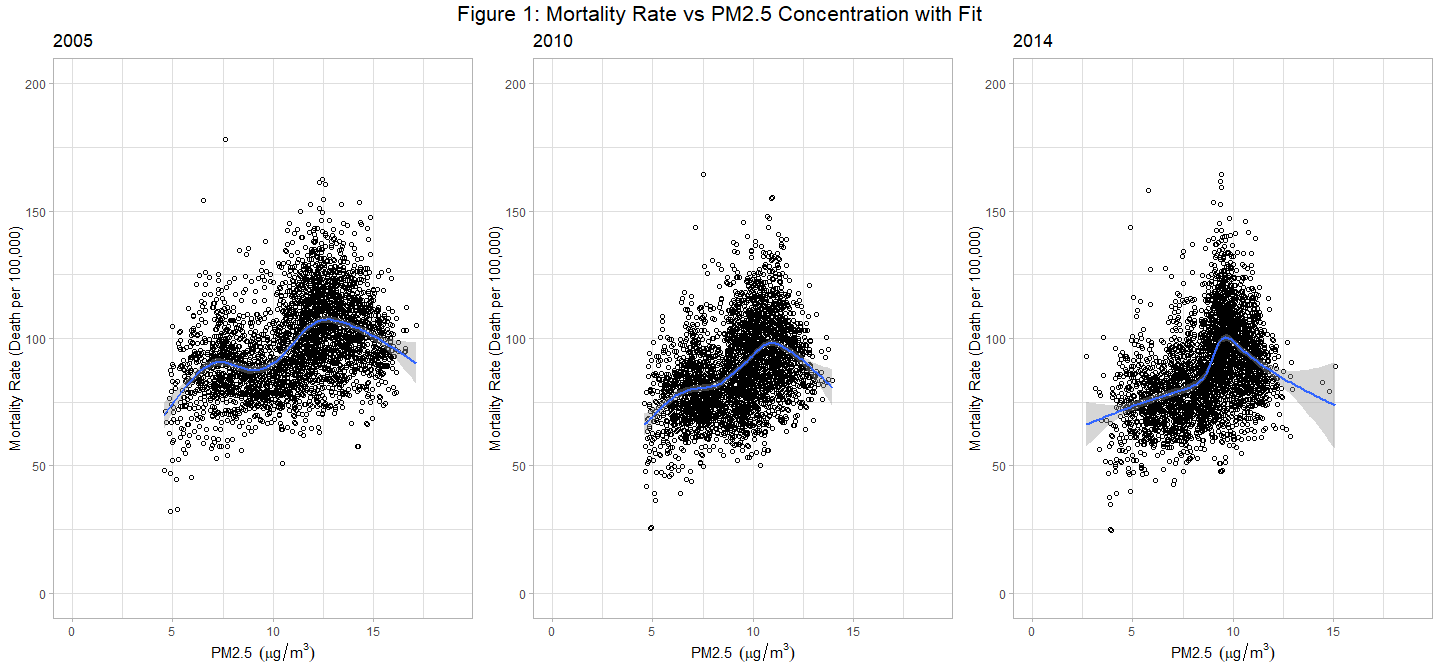 Figure 1: Mortality Rate vs PM2.5 Concentration with Fit
2005
Mortality Rate (Death per 100,000)
200
150
100
50
0
0 5 10 15
PM2.5 (μg/m³)
2010
Mortality Rate (Death per 100,000)
200
150
100
50
0
0 5 10 15
PM2.5 (μg/m³)
2014
Mortality Rate (Death per 100,000)
200
150
100
50
0
0 5 10 15
PM2.5 (μg/m³)